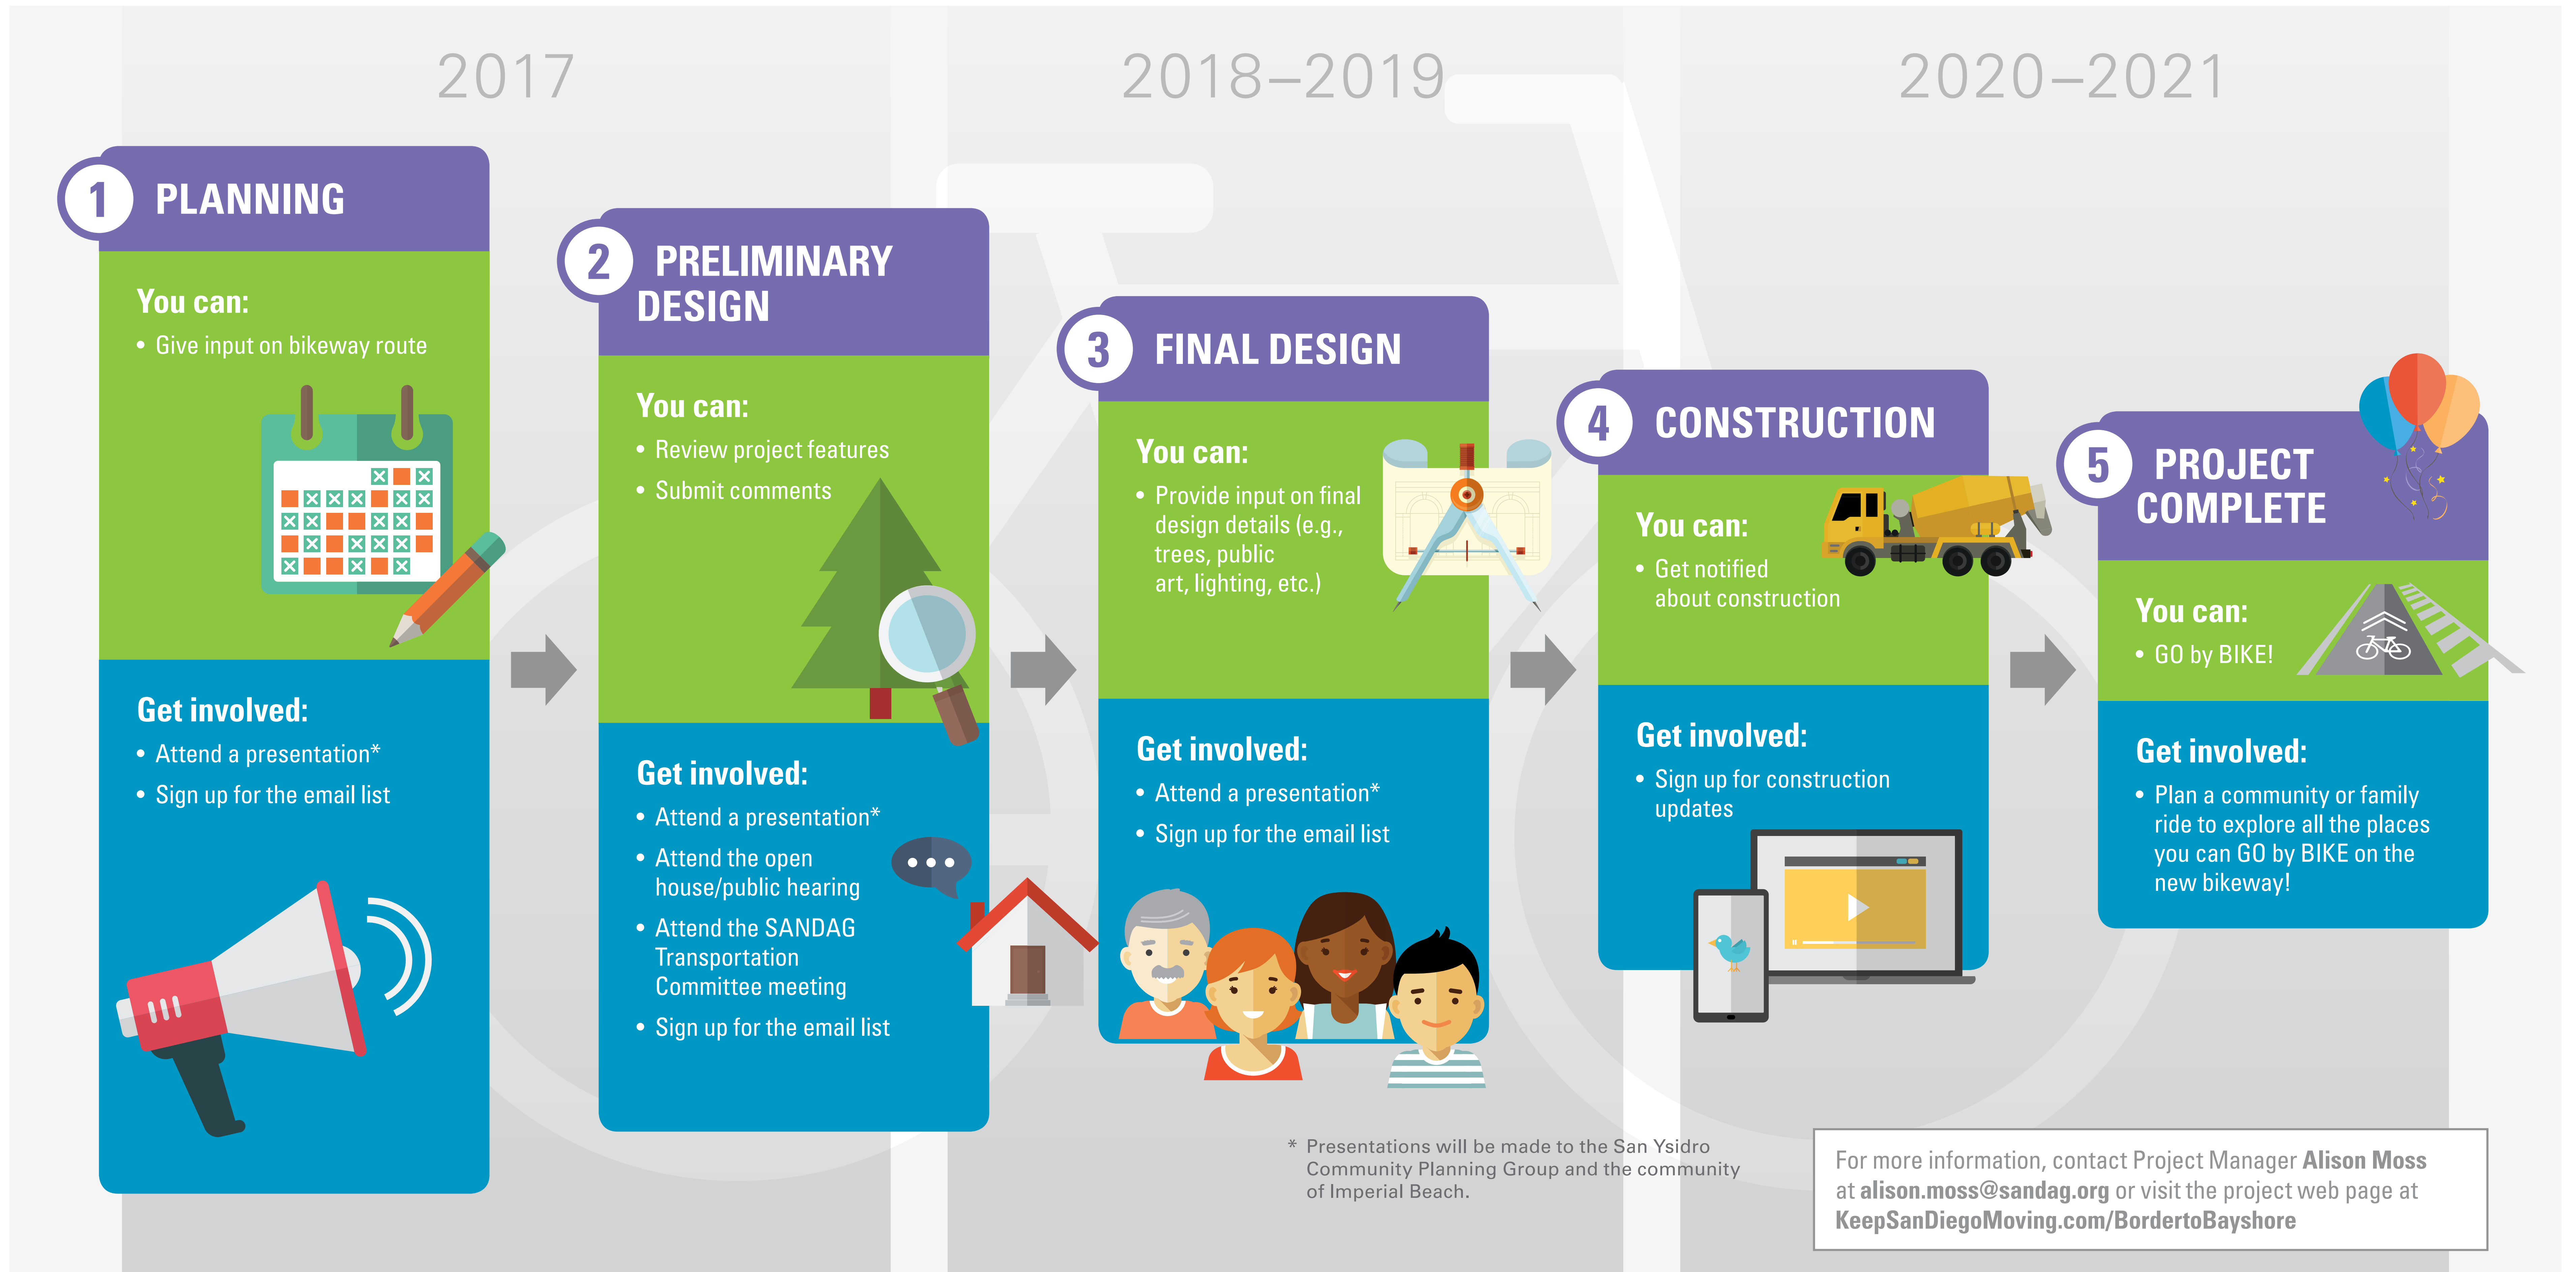 2017
2018–2019
2020–2021
1 PLANNING
You can:
• Give input on bikeway route
Get involved:
• Attend a presentation*
• Sign up for the email list
2 PRELIMINARY
DESIGN
You can:
• Review project features
• Submit comments
Get involved:
• Attend a presentation*
• Attend the open
house/public hearing
• Attend the SANDAG
Transportation
Committee meeting
• Sign up for the email list
3 FINAL DESIGN
You can:
• Provide input on final
design details (e.g.,
trees, public
art, lighting, etc.)
Get involved:
• Attend a presentation*
• Sign up for the email list
4 CONSTRUCTION
You can:
• Get notified
about construction
Get involved:
• Sign up for construction
updates
5 PROJECT
COMPLETE
You can:
• GO by BIKE!
Get involved:
• Plan a community or family
ride to explore all the places
you can GO by BIKE on the
new bikeway!
* Presentations will be made to the San Ysidro
Community Planning Group and the community
of Imperial Beach.
For more information, contact Project Manager Alison Moss
at alison.moss@sandag.org or visit the project web page at
KeepSanDiegoMoving.com/BordertoBayshore